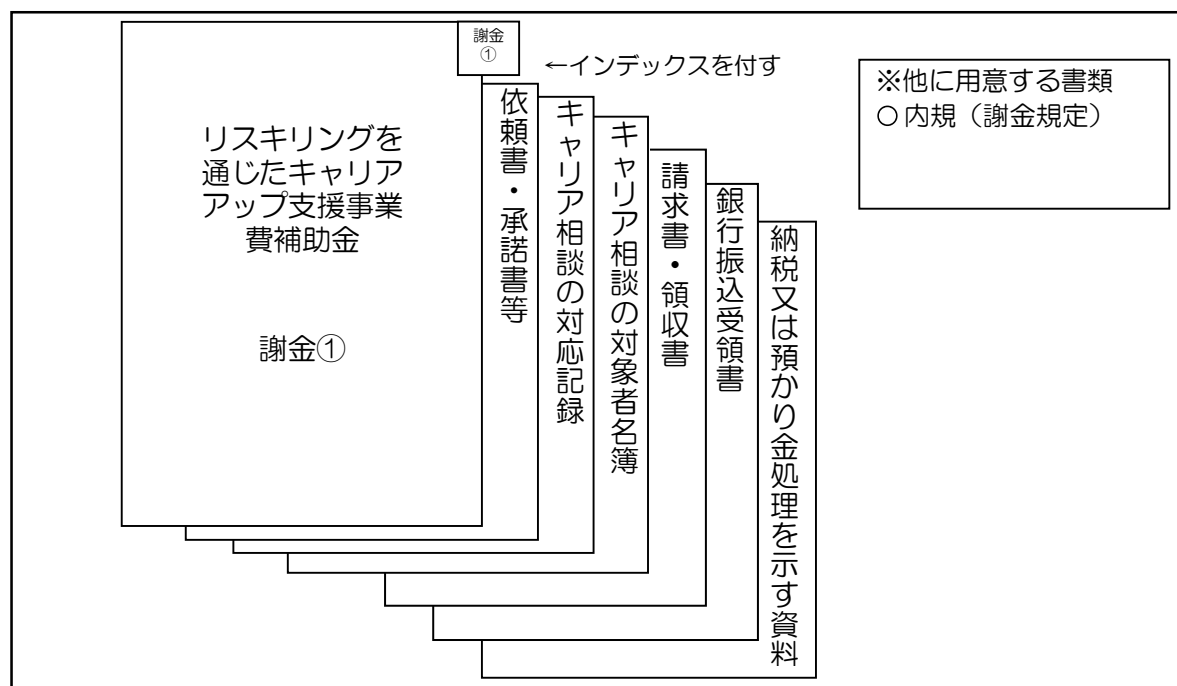 謝金
①
←インデックスを付す
※他に用意する書類
○内規（謝金規定）
リスキリングを
通じたキャリア
アップ支援事業
費補助金
謝金①
依頼書・承諾書等
キャリア相談の対応記録
キャリア相談の対象者名簿
請求書・領収書
銀行振込受領書
納税又は預かり金処理を示す資料